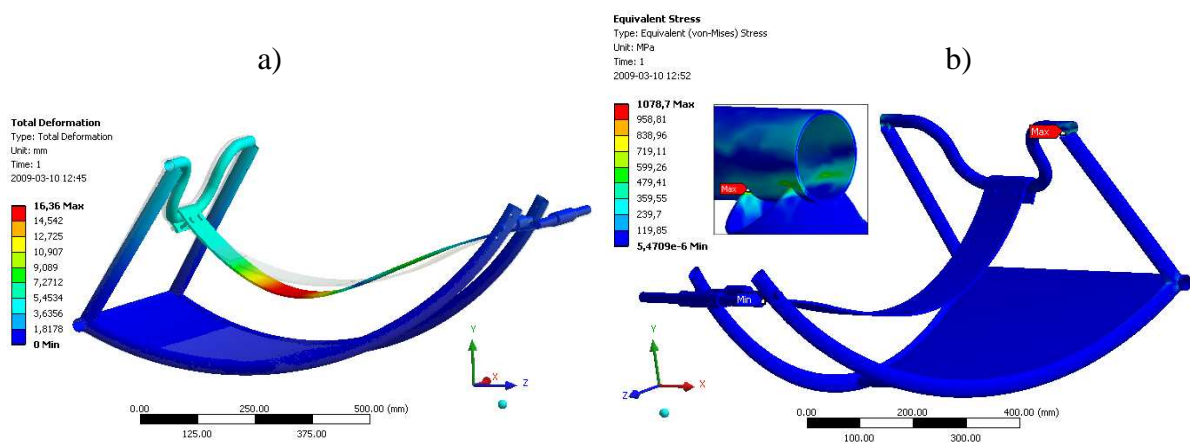 a)
Total Deformation
Type: Total Deformation
Unit: mm
Time: 1
2009-03-10 12:45
16,36 Max
14,542
12,725
10,907
9,089
7,2712
5,4534
3,6356
1,8178
0 Min
Y
X
Z
0.00 250.00 500.00 (mm)
125.00 375.00
Equivalent Stress
Type: Equivalent (von-Mises) Stress
Unit: MPa
Time: 1
2009-03-10 12:52
b)
1078,7 Max
958,81
838,96
719,11
599,26
479,41
359,55
239,7
119,85
5,4709e-6 Min
Max
Max
Min
Y
Z
X
0.00 200.00 400.00 (mm)
100.00 300.00